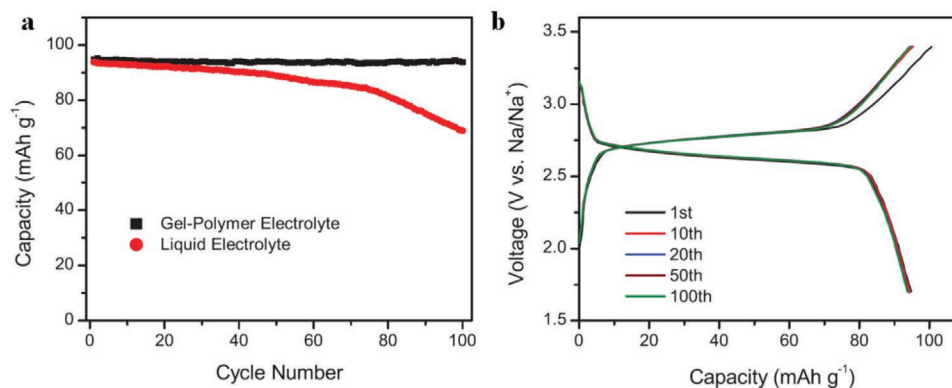 a
100
80
60
40
20
0
Capacity (mAh g⁻¹)
Gel-Polymer Electrolyte
Liquid Electrolyte
0 20 40 60 80 100
Cycle Number
b
3.5
3.0
2.5
2.0
1.5
Voltage (V vs. Na/Na⁺)
1st
10th
20th
50th
100th
0 20 40 60 80 100
Capacity (mAh g⁻¹)